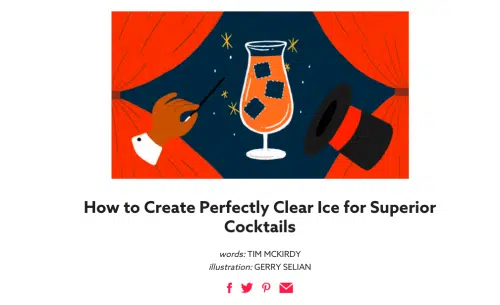 How to Create Perfectly Clear Ice for Superior
Cocktails
words: TIM MCKIRDY
illustration: GERRY SELIAN